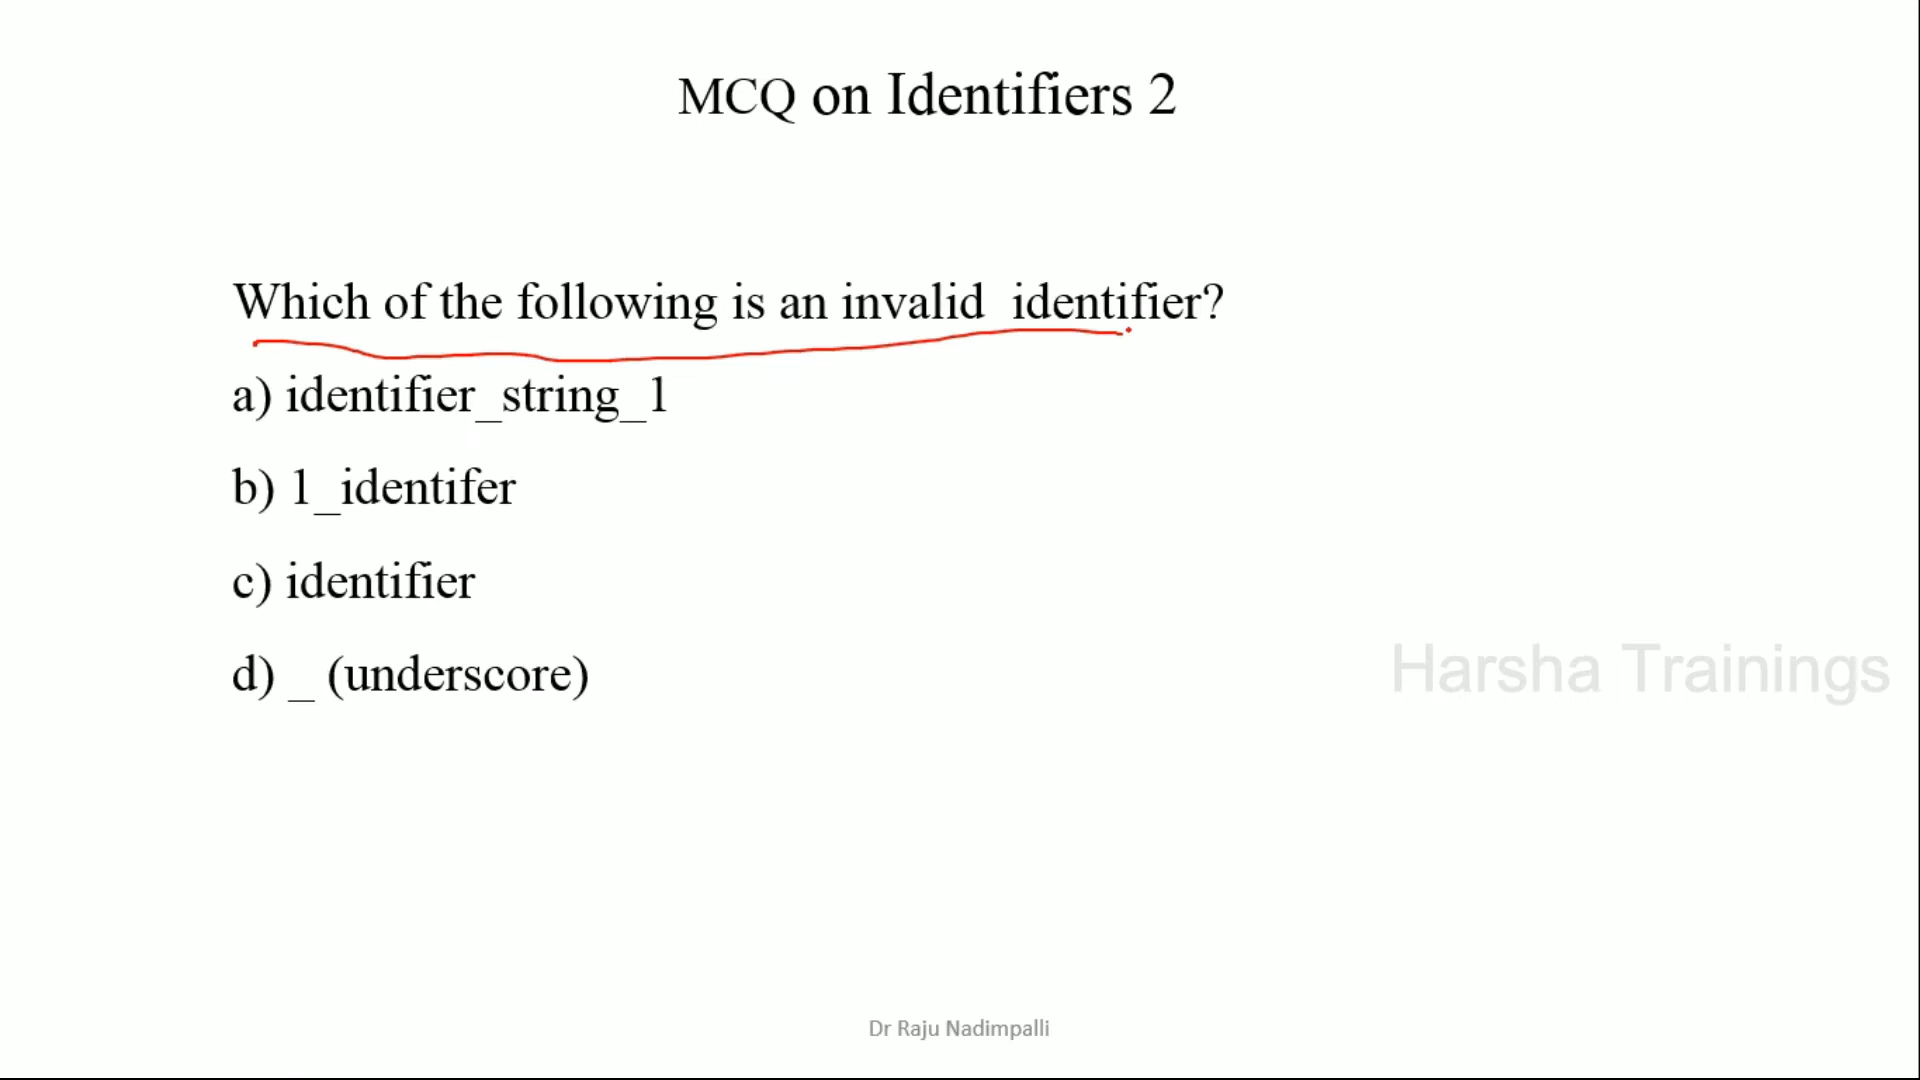 MCQ on Identifiers 2
Which of the following is an invalid identifier?
a) identifier_string_1
b) 1_identifer
c) identifier
d) _ (underscore)
Harsha Trainings
Dr Raju Nadimpalli